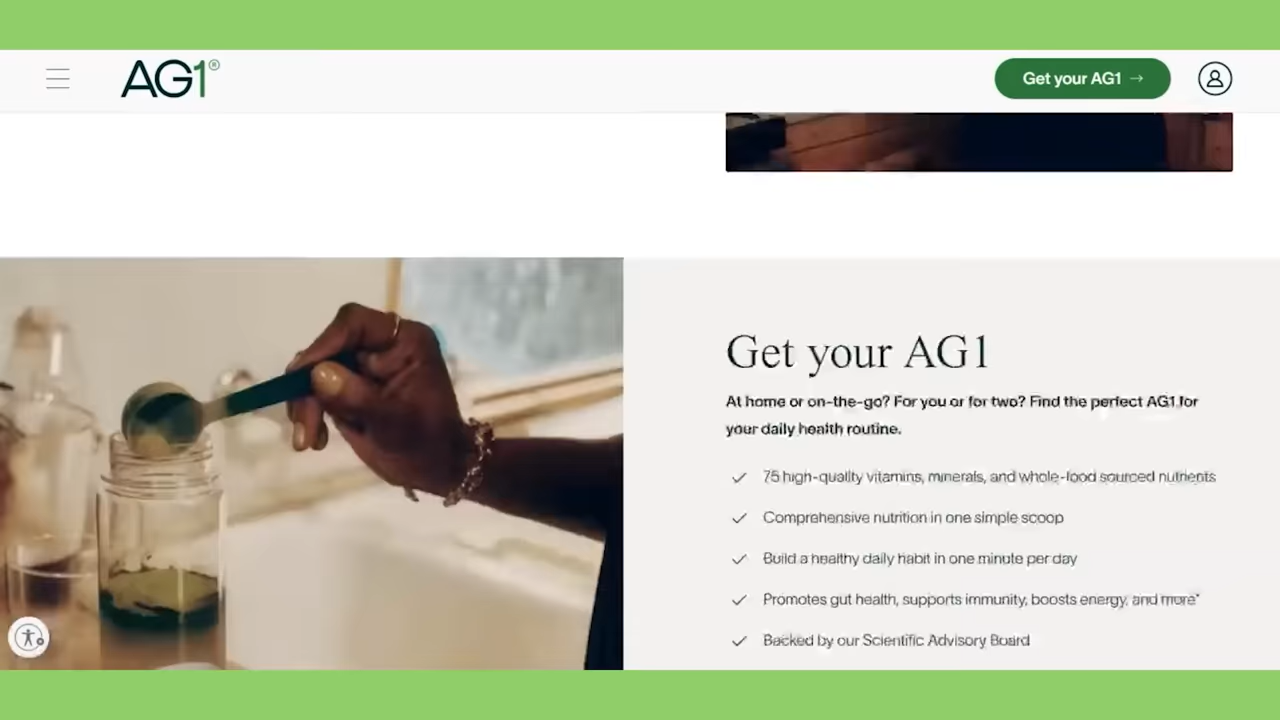 AG1®
Get your AG1 →
Get your AG1
At home or on-the-go? For you or for two? Find the perfect AG1 for
your daily health routine.
75 high-quality vitamins, minerals, and whole-food sourced nutrients
Comprehensive nutrition in one simple scoop
Build a healthy daily habit in one minute per day
Promotes gut health, supports immunity, boosts energy, and more*
Backed by our Scientific Advisory Board